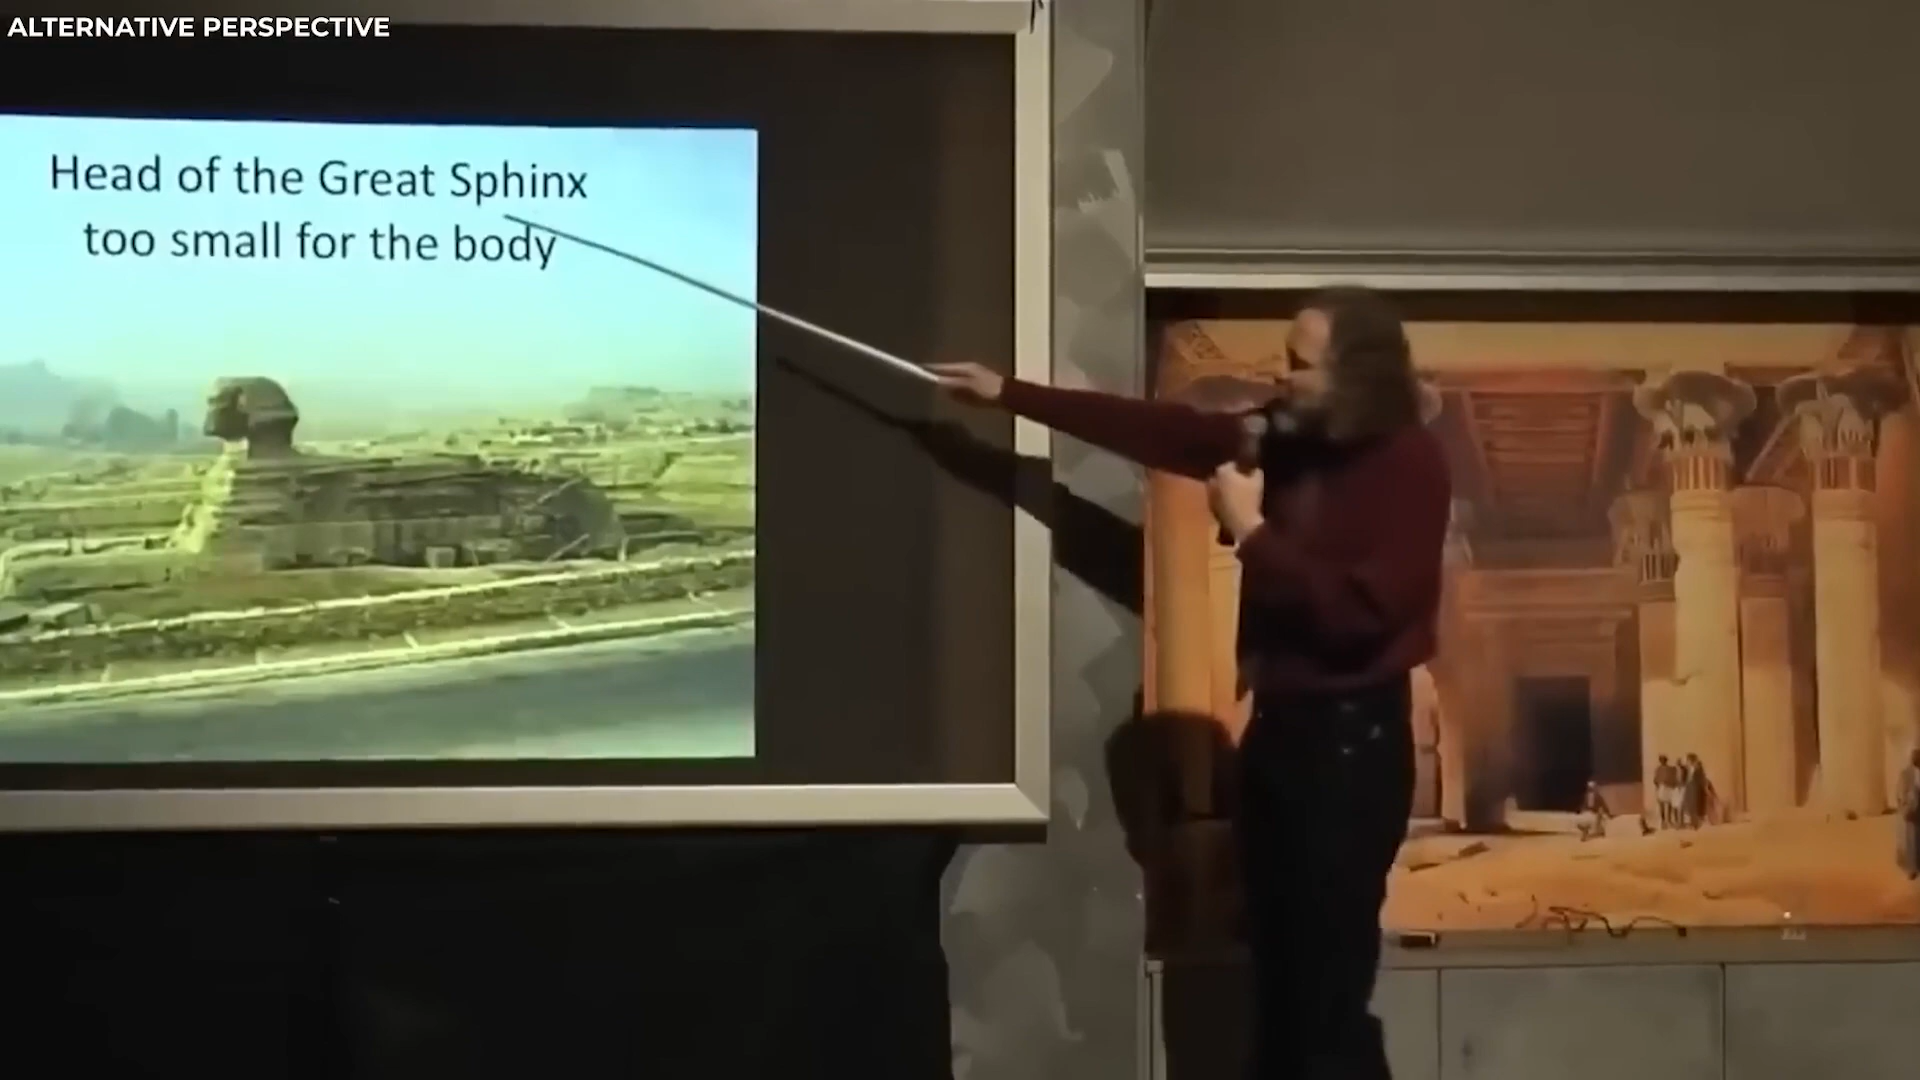 ALTERNATIVE PERSPECTIVE
Head of the Great Sphinx
too small for the body